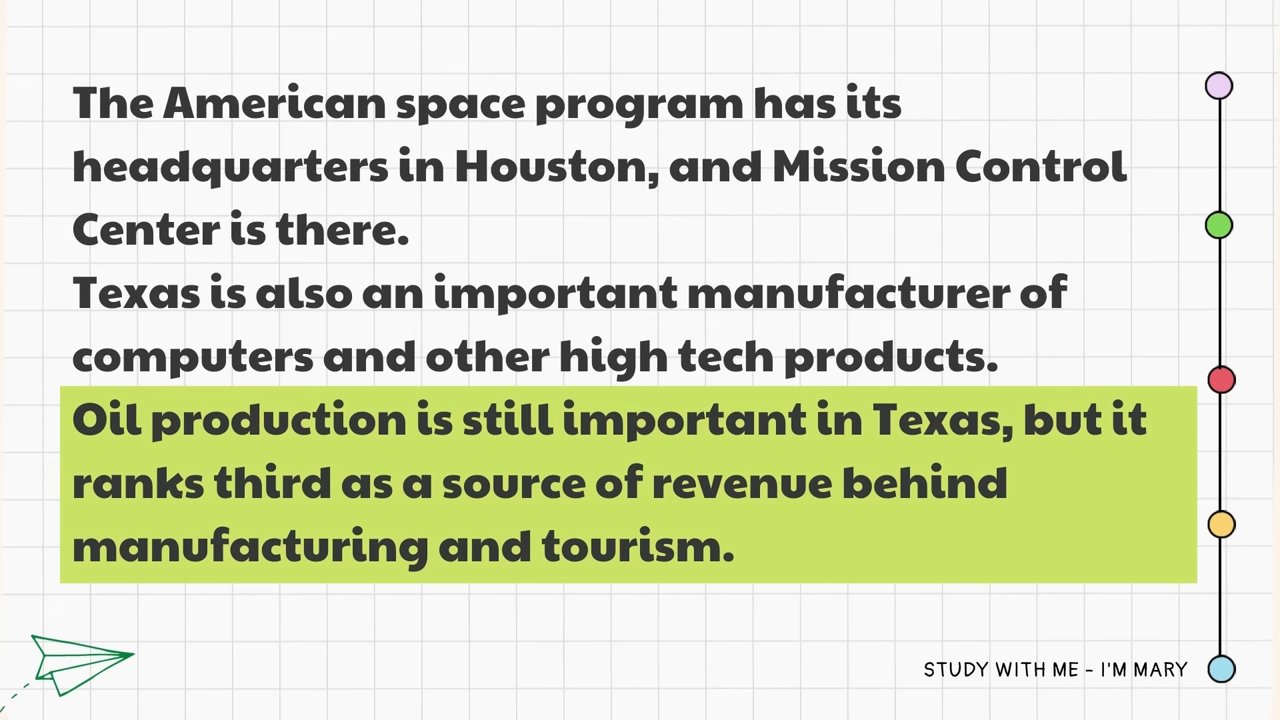 The American space program has its
headquarters in Houston, and Mission Control
Center is there.
Texas is also an important manufacturer of
computers and other high tech products.
Oil production is still important in Texas, but it
ranks third as a source of revenue behind
manufacturing and tourism.
STUDY WITH ME - I'M MARY